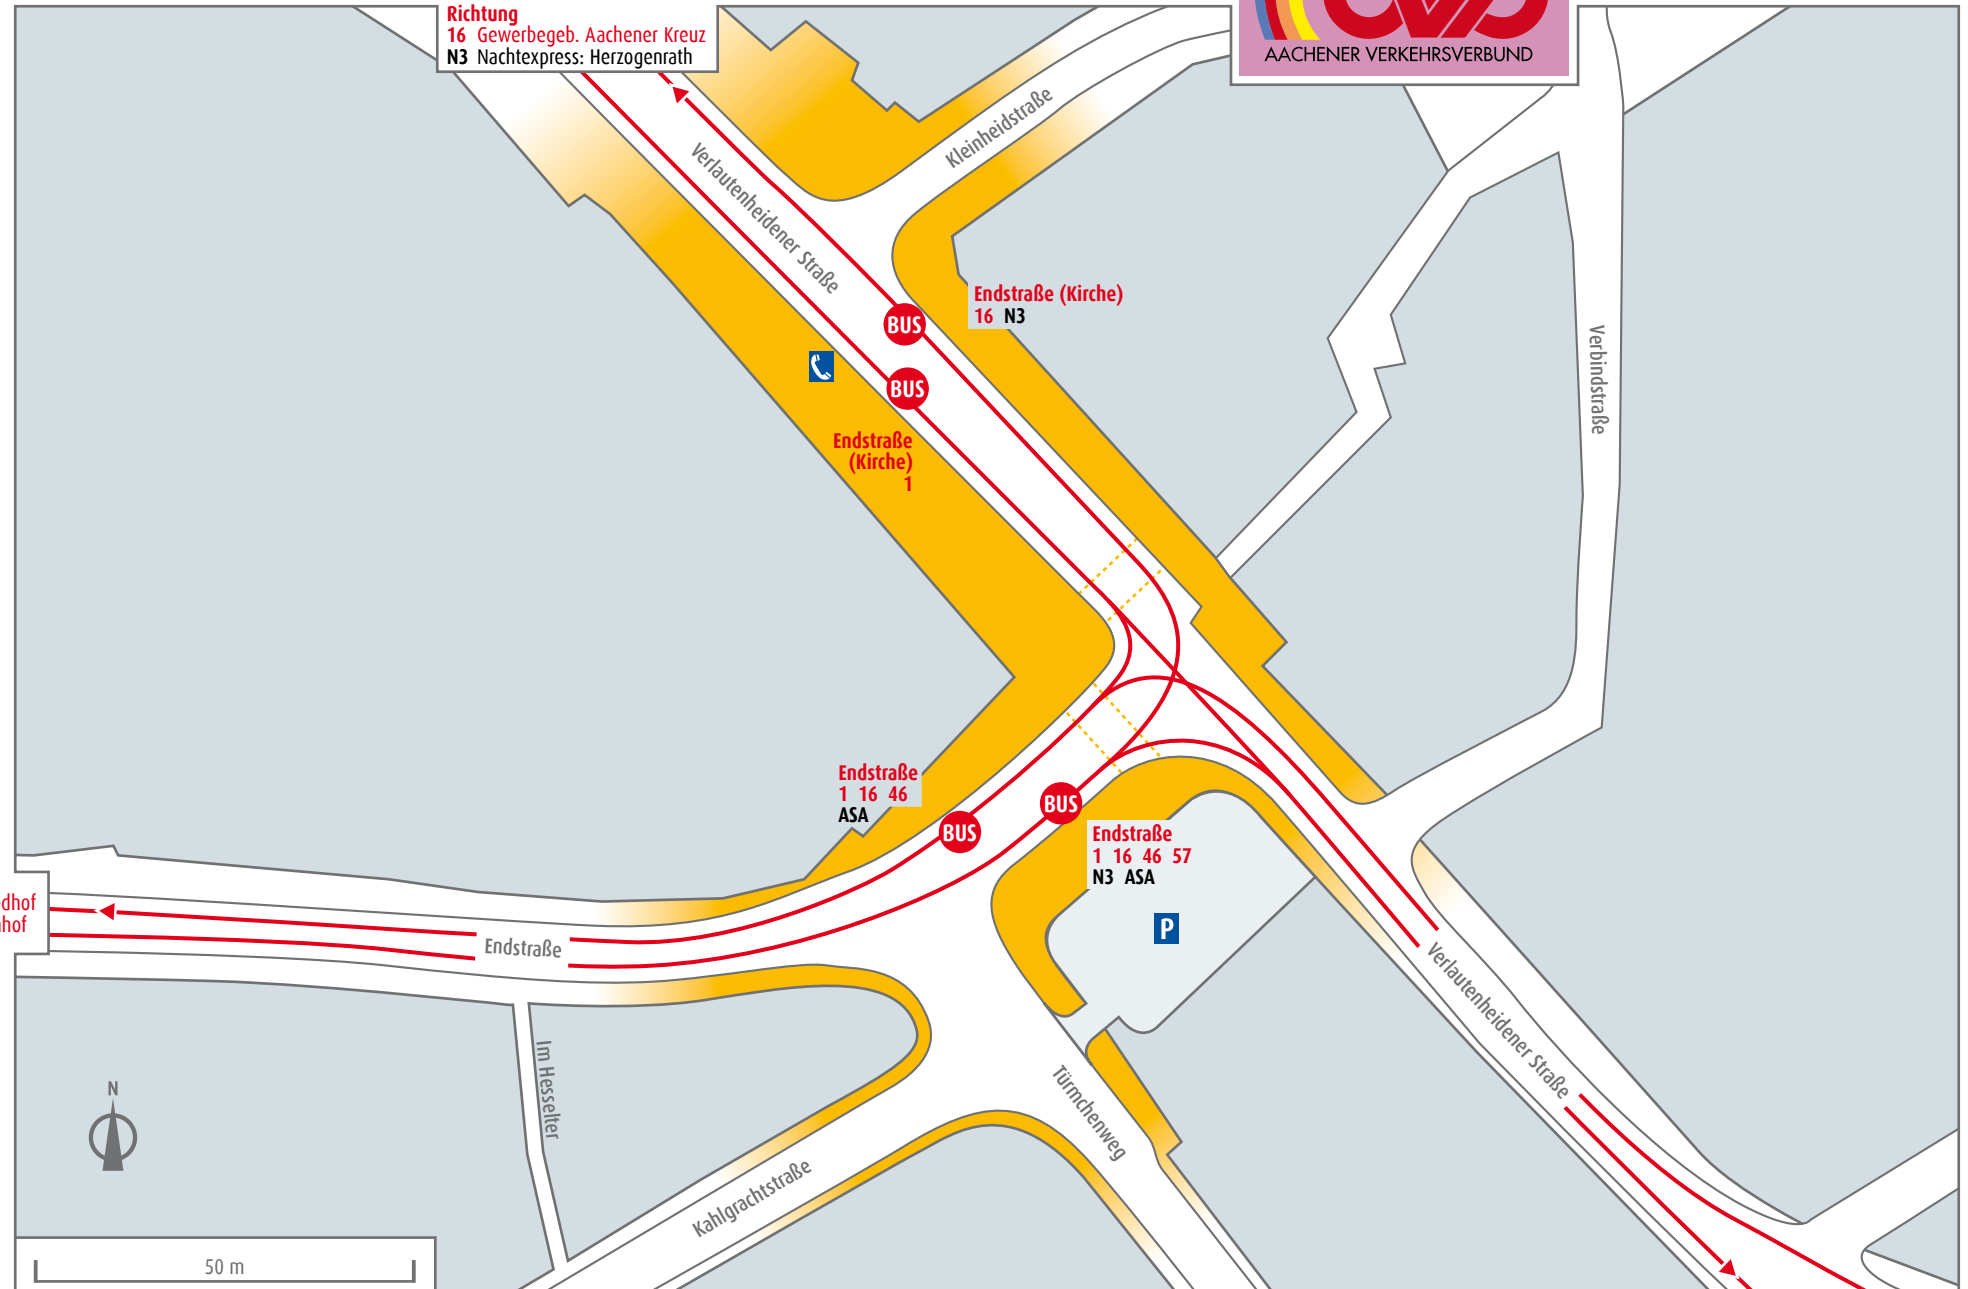 Richtung
16 Gewerbegeb. Aachener Kreuz
N3 Nachtexpress: Herzogenrath
AACHENER VERKEHRSVERBUND
Kleinheidstraße
Verlautenheidener Straße
Endstraße (Kirche)
16 N3
BUS
BUS
Verbindstraße
Endstraße
(Kirche)
1
Endstraße
1 16 46
ASA
BUS
BUS
Endstraße
1 16 46 57
N3 ASA
P
Endstraße
Verlautenheidener Straße
Im Hesselter
Türmchenweg
N
Kahlgrachtstraße
50 m